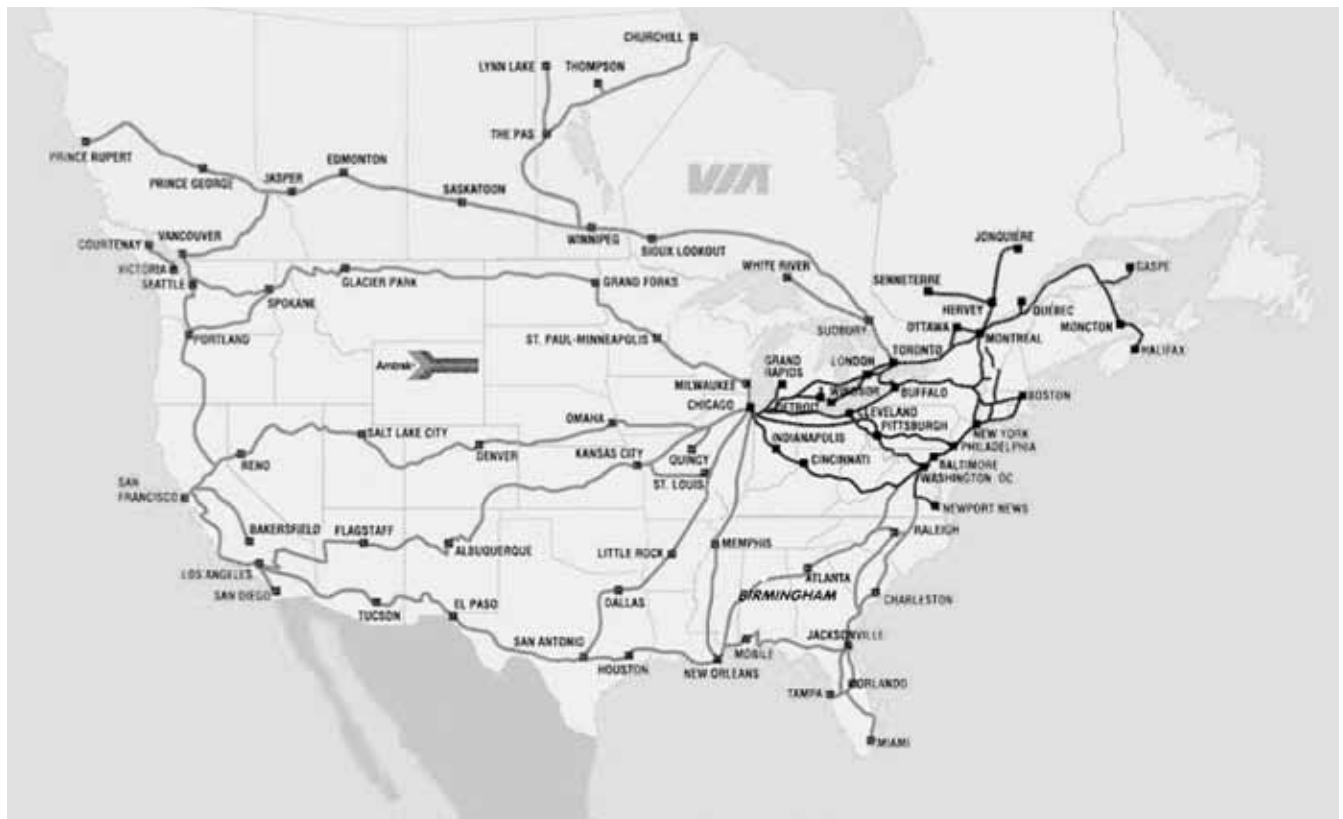 CHURCHILL
LYNN LAKE
THOMPSON
THE PAS
PRINCE RUPERT
EDMONTON
PRINCE GEORGE
JASPER
SASKATOON
VIA
WINNIPEG
SIOUX LOOKOUT
COURTENAY
VANCOUVER
VICTORIA
SEATTLE
SPOKANE
GLACIER PARK
GRAND FORKS
WHITE RIVER
JONQUIÈRE
SENNETERRE
GASPE
HERVEY
QUÉBEC
MONCTON
SUDBURY
OTTAWA
MONTREAL
HALIFAX
PORTLAND
ST. PAUL-MINNEAPOLIS
Amtrak
TORONTO
LONDON
GRAND
RAPIDS
MILWAUKEE
WINDSOR
BUFFALO
BOSTON
CHICAGO
DETROIT
CLEVELAND
OMAHA
PITTSBURGH
NEW YORK
SALT LAKE CITY
INDIANAPOLIS
PHILADELPHIA
DENVER
KANSAS CITY
QUINCY
CINCINNATI
BALTIMORE
RENO
ST. LOUIS
WASHINGTON DC
SAN
FRANCISCO
NEWPORT NEWS
BAKERSFIELD
FLAGSTAFF
ALBUQUERQUE
LITTLE ROCK
MEMPHIS
RALEIGH
LOS ANGELES
ATLANTA
SAN DIEGO
TUCSON
EL PASO
DALLAS
BIRMINGHAM
CHARLESTON
SAN ANTONIO
HOUSTON
NEW ORLEANS
MOBILE
JACKSONVILLE
TAMPA
ORLANDO
MIAMI